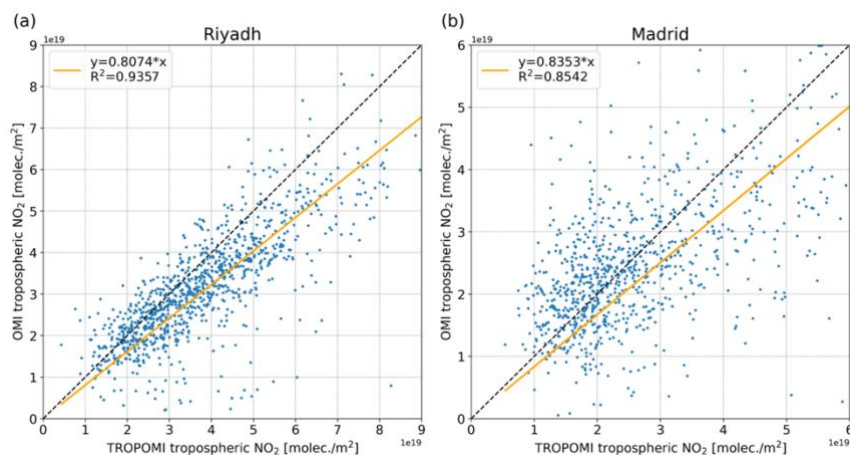 (a)
Riyadh
1e19
y=0.8074*x
R²=0.9357
OMI tropospheric NO₂ [molec./m²]
9
8
7
6
5
4
3
2
1
0
0 1 2 3 4 5 6 7 8 9
1e19
TROPOMI tropospheric NO₂ [molec./m²]
(b)
Madrid
1e19
y=0.8353*x
R²=0.8542
OMI tropospheric NO₂ [molec./m²]
6
5
4
3
2
1
0
0 1 2 3 4 5 6
1e19
TROPOMI tropospheric NO₂ [molec./m²]